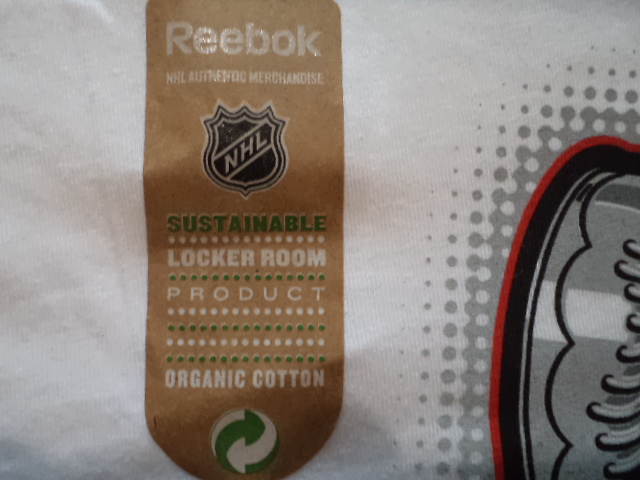 Reebok
NHL AUTHENTIC MERCHANDISE
NHL
SUSTAINABLE
LOCKER ROOM
PRODUCT
ORGANIC COTTON